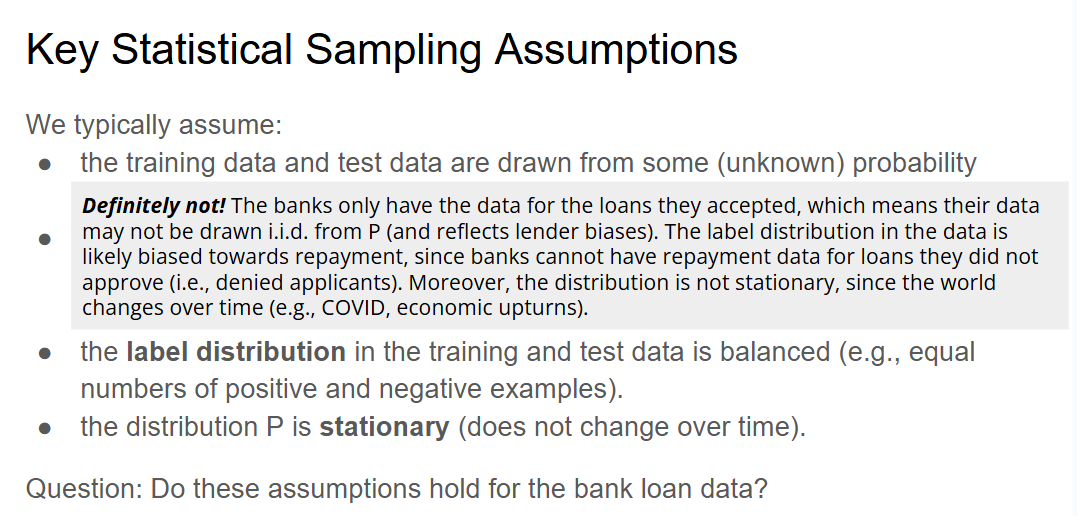 Key Statistical Sampling Assumptions
We typically assume:
● the training data and test data are drawn from some (unknown) probability
● Definitely not! The banks only have the data for the loans they accepted, which means their data
may not be drawn i.i.d. from P (and reflects lender biases). The label distribution in the data is
likely biased towards repayment, since banks cannot have repayment data for loans they did not
approve (i.e., denied applicants). Moreover, the distribution is not stationary, since the world
changes over time (e.g., COVID, economic upturns).
● the label distribution in the training and test data is balanced (e.g., equal
numbers of positive and negative examples).
● the distribution P is stationary (does not change over time).
Question: Do these assumptions hold for the bank loan data?